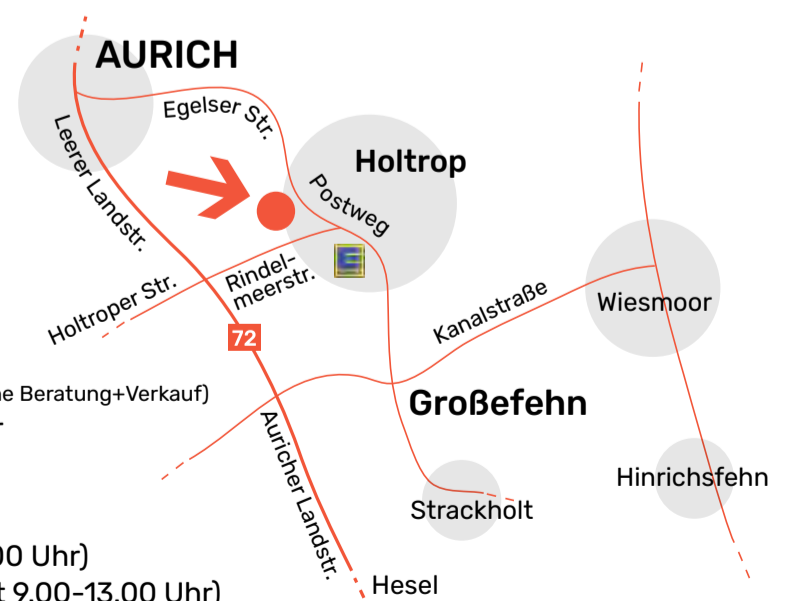 AURICH
Egelser Str.
Leerer Landstr.
Holtrop
Postweg
E
Rindel-
meerstr.
Holtroper Str.
72
Kanalstraße
Wiesmoor
Beratung+Verkauf)
Großefehn
Auricher Landstr.
Hinrichsfehn
Strackholt
Uhr)
9.00-13.00 Uhr)
Hesel